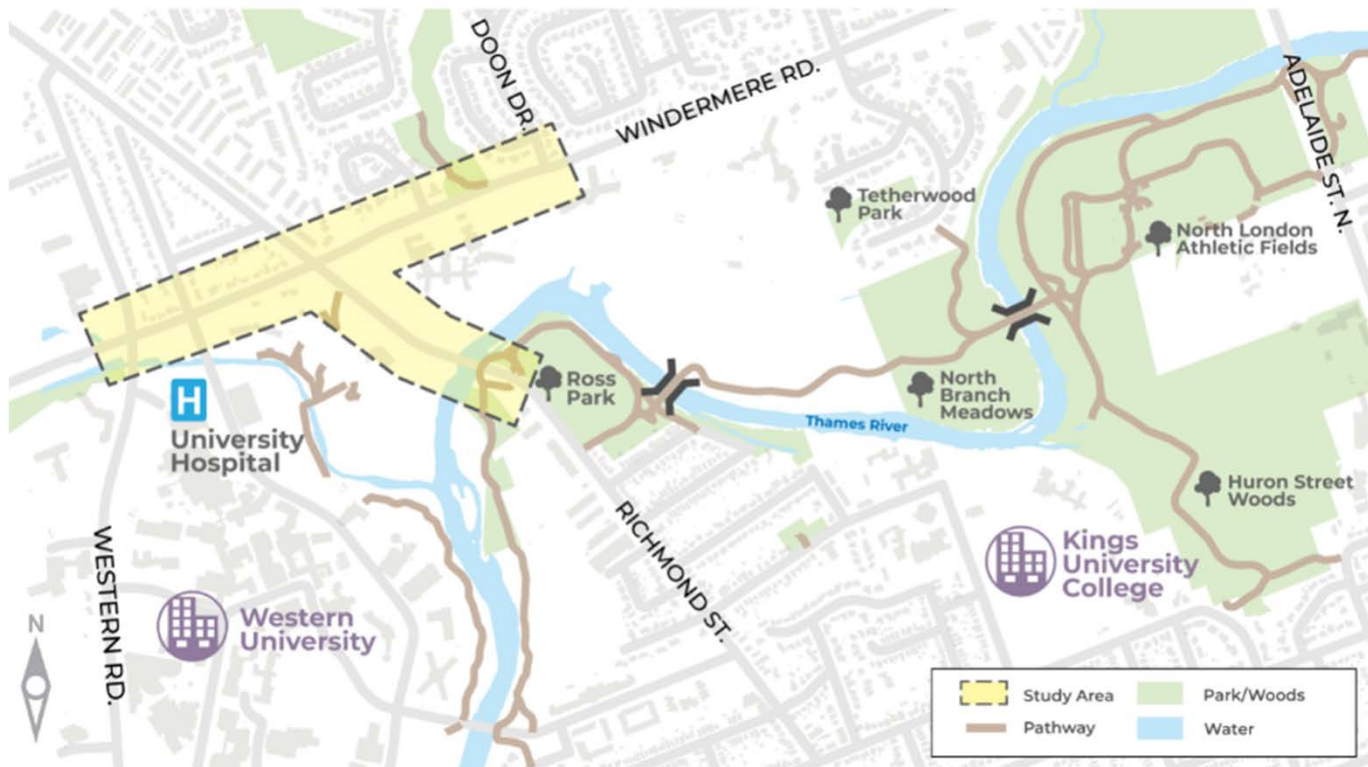 DOON DR.
WINDERMERE RD.
ADELAIDE ST. N.
Tetherwood
Park
North London
Athletic Fields
H
University
Hospital
Ross
Park
North
Branch
Meadows
Thames River
Huron Street
Woods
WESTERN RD.
RICHMOND ST.
Kings
University
College
Western
University
N
Study Area
Park/Woods
Pathway
Water